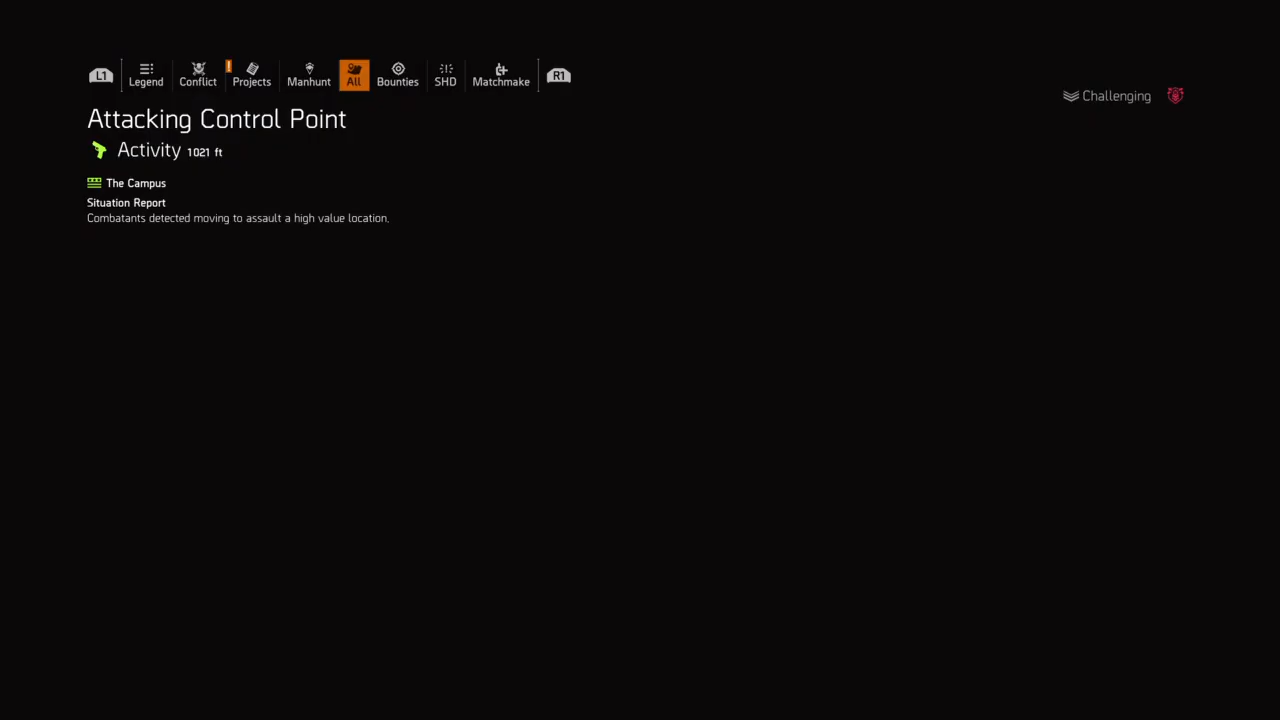 L1 Legend Conflict ! Projects Manhunt All Bounties SHD Matchmake R1
Challenging
Attacking Control Point
Activity 1021 ft
The Campus
Situation Report
Combatants detected moving to assault a high value location.